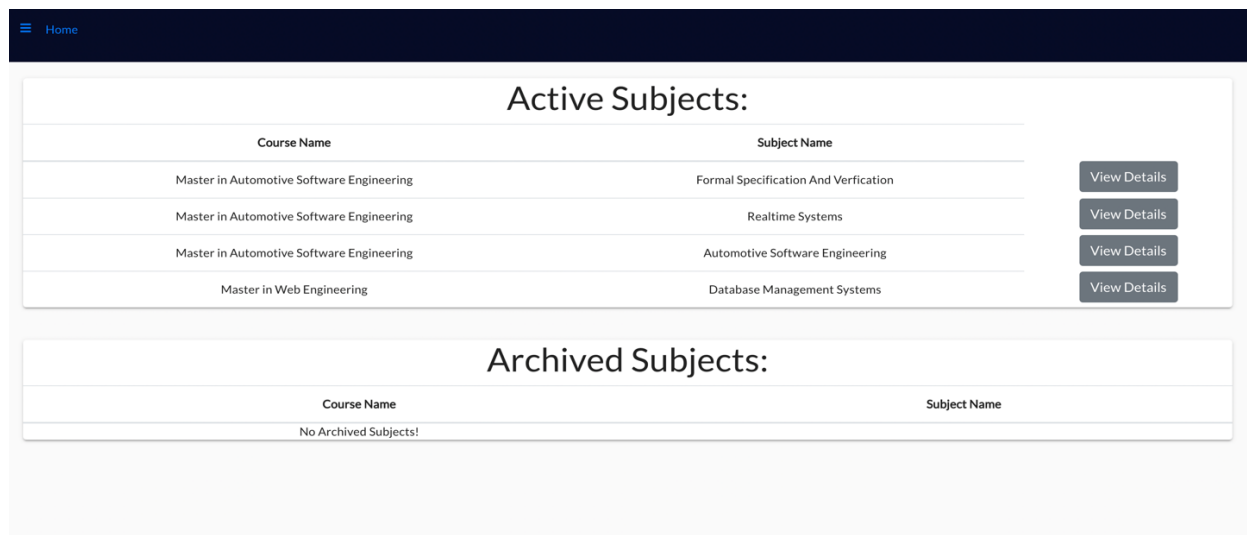 Home
Active Subjects:
Course Name Subject Name
Master in Automotive Software Engineering Formal Specification And Verfication View Details
Master in Automotive Software Engineering Realtime Systems View Details
Master in Automotive Software Engineering Automotive Software Engineering View Details
Master in Web Engineering Database Management Systems View Details
Archived Subjects:
Course Name Subject Name
No Archived Subjects!